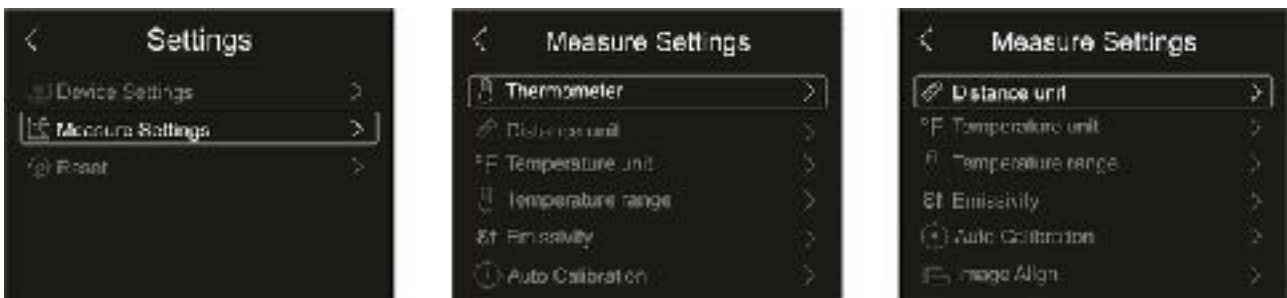 Settings
Device Settings
Measure Settings
Reset
Measure Settings
Thermometer
Distance unit
°F Temperature unit
Temperature range
Emissivity
Auto Calibration
Measure Settings
Distance unit
°F Temperature unit
Temperature range
Emissivity
Auto Calibration
Image Align